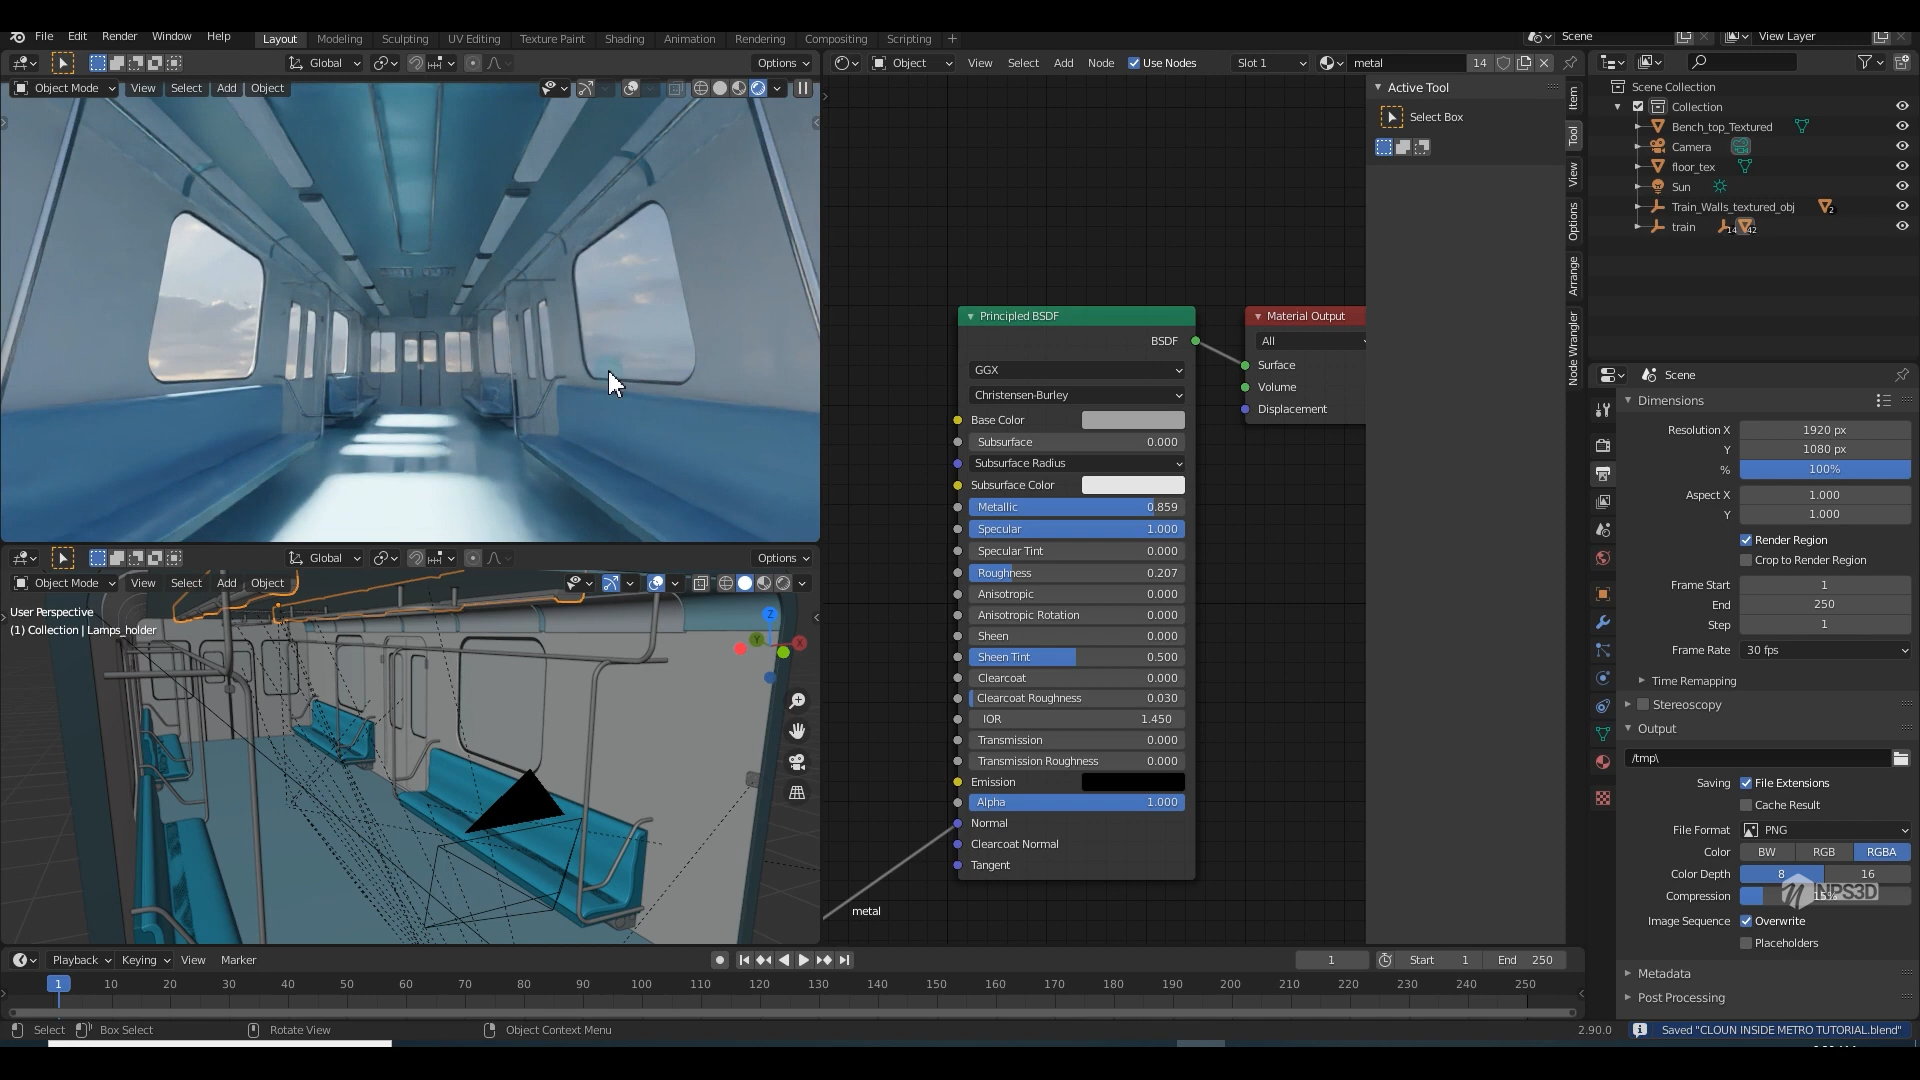 File Edit Render Window Help Layout Modeling Sculpting UV Editing Texture Paint Shading Animation Rendering Compositing Scripting + Scene View Layer
Global Options
Object Mode View Select Add Object
Object View Select Add Node Use Nodes Slot 1 metal 14
Active Tool
Select Box
Item
Tool
View
Options
Arrange
Node Wrangler
Principled BSDF
BSDF
GGX
Christensen-Burley
Base Color
Subsurface 0.000
Subsurface Radius
Subsurface Color
Metallic 0.859
Specular 1.000
Specular Tint 0.000
Roughness 0.207
Anisotropic 0.000
Anisotropic Rotation 0.000
Sheen 0.000
Sheen Tint 0.500
Clearcoat 0.000
Clearcoat Roughness 0.030
IOR 1.450
Transmission 0.000
Transmission Roughness 0.000
Emission
Alpha 1.000
Normal
Clearcoat Normal
Tangent
Material Output
All
Surface
Volume
Displacement
metal
Global Options
Object Mode View Select Add Object
User Perspective
(1) Collection | Lamps_holder
Z
Y
X
Scene Collection
Collection
Bench_top_Textured
Camera
floor_tex
Sun
Train_Walls_textured_obj 2
train 14 42
Scene
Dimensions
Resolution X 1920 px
Y 1080 px
% 100%
Aspect X 1.000
Y 1.000
Render Region
Crop to Render Region
Frame Start 1
End 250
Step 1
Frame Rate 30 fps
Time Remapping
Stereoscopy
Output
/tmp\
Saving File Extensions
Cache Result
File Format PNG
Color BW RGB RGBA
Color Depth 8 16
Compression 15%
NPS3D
Image Sequence Overwrite
Placeholders
Metadata
Post Processing
Playback Keying View Marker 1 Start 1 End 250
1 10 20 30 40 50 60 70 80 90 100 110 120 130 140 150 160 170 180 190 200 210 220 230 240 250
Select Box Select Rotate View Object Context Menu 2.90.0 Saved "CLOUN INSIDE METRO TUTORIAL.blend"